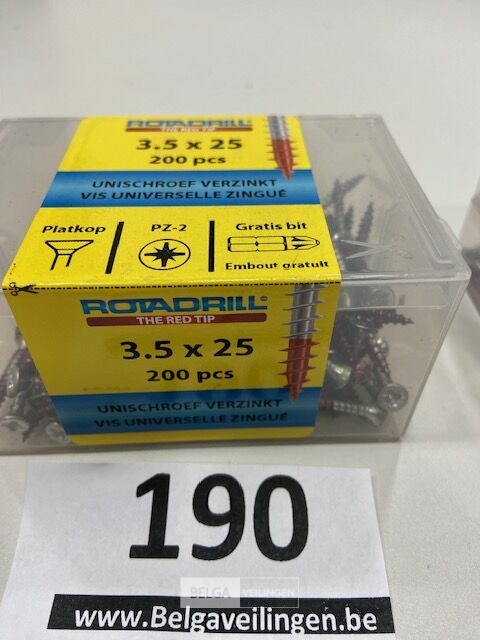 ROTADRILL
THE RED TIP
3.5 x 25
200 pcs
UNISCHROEF VERZINKT
VIS UNIVERSELLE ZINGUÉ
Platkop
PZ-2
Gratis bit
Embout gratuit
ROTADRILL©
THE RED TIP
3.5 x 25
200 pcs
UNISCHROEF VERZINKT
VIS UNIVERSELLE ZINGUÉ
190
BELGA VEILINGEN
www.Belgaveilingen.be